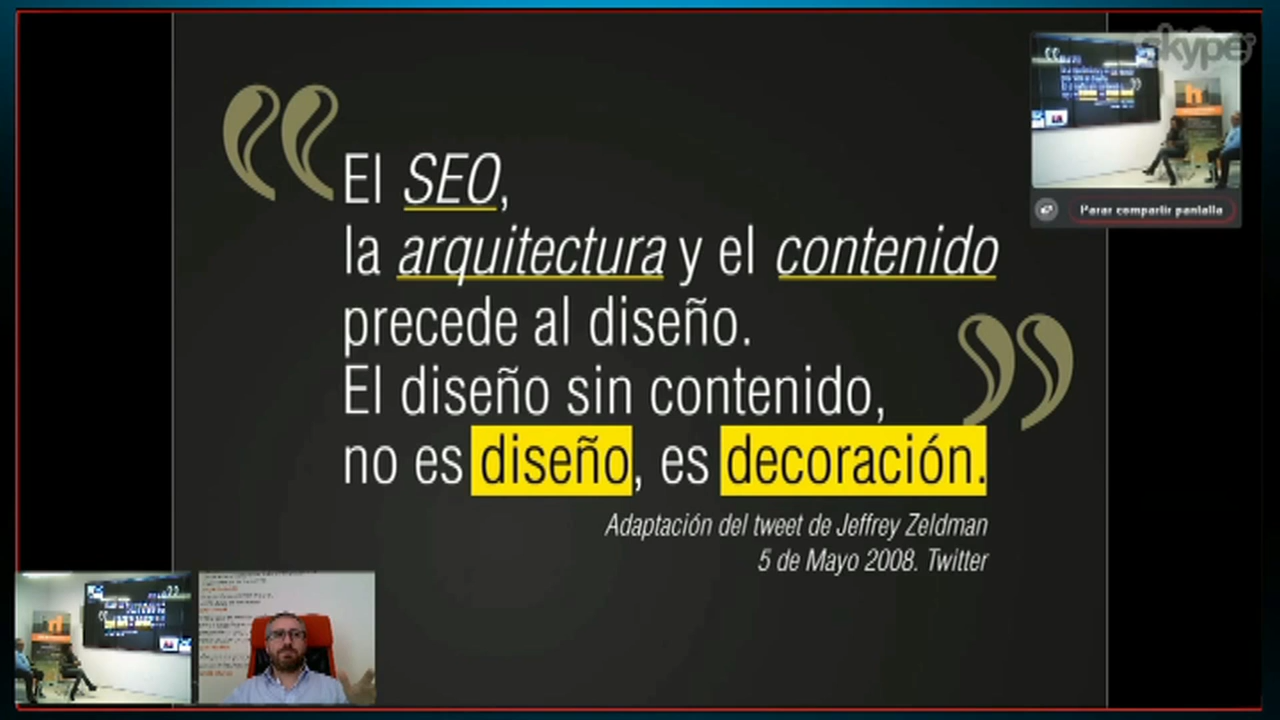 skype
El SEO,
la arquitectura y el contenido
precede al diseño.
El diseño sin contenido,
no es diseño, es decoración.
Adaptación del tweet de Jeffrey Zeldman
5 de Mayo 2008. Twitter
Parar compartir pantalla